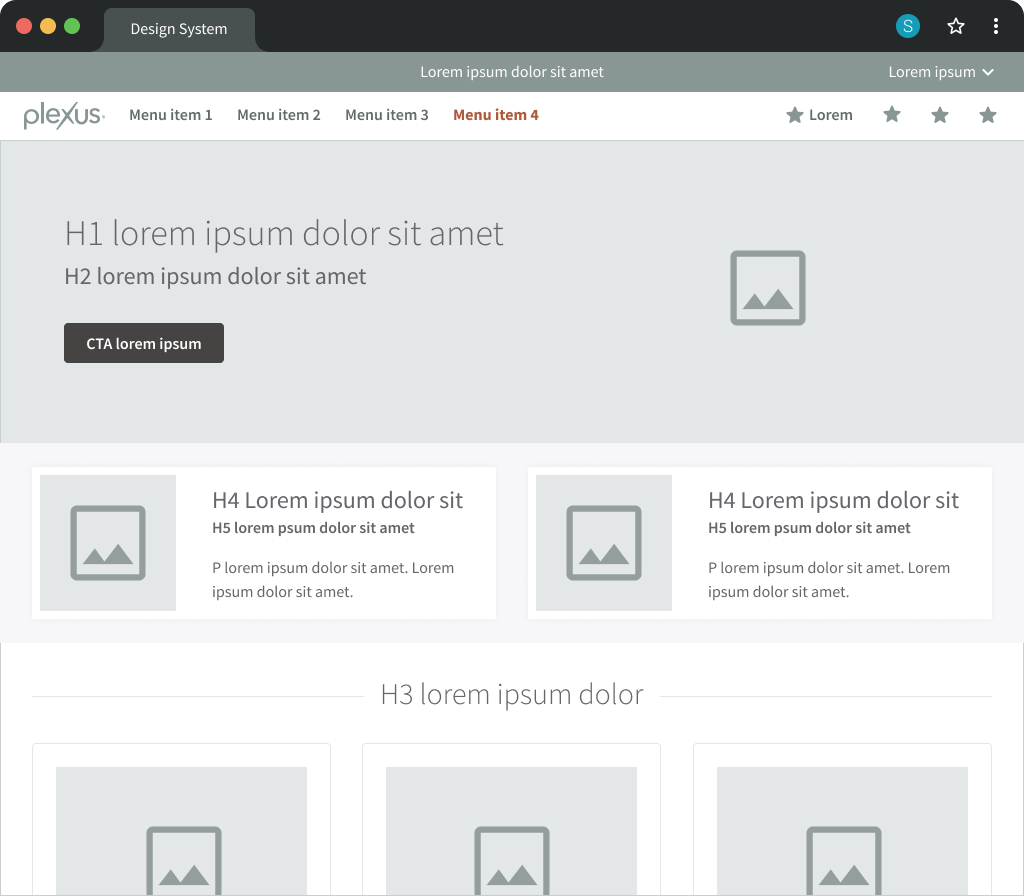 Design System
S
Lorem ipsum dolor sit amet
Lorem ipsum
plexus
Menu item 1
Menu item 2
Menu item 3
Menu item 4
Lorem
H1 lorem ipsum dolor sit amet
H2 lorem ipsum dolor sit amet
CTA lorem ipsum
H4 Lorem ipsum dolor sit
H5 lorem psum dolor sit amet
P lorem ipsum dolor sit amet. Lorem
ipsum dolor sit amet.
H4 Lorem ipsum dolor sit
H5 lorem psum dolor sit amet
P lorem ipsum dolor sit amet. Lorem
ipsum dolor sit amet.
H3 lorem ipsum dolor